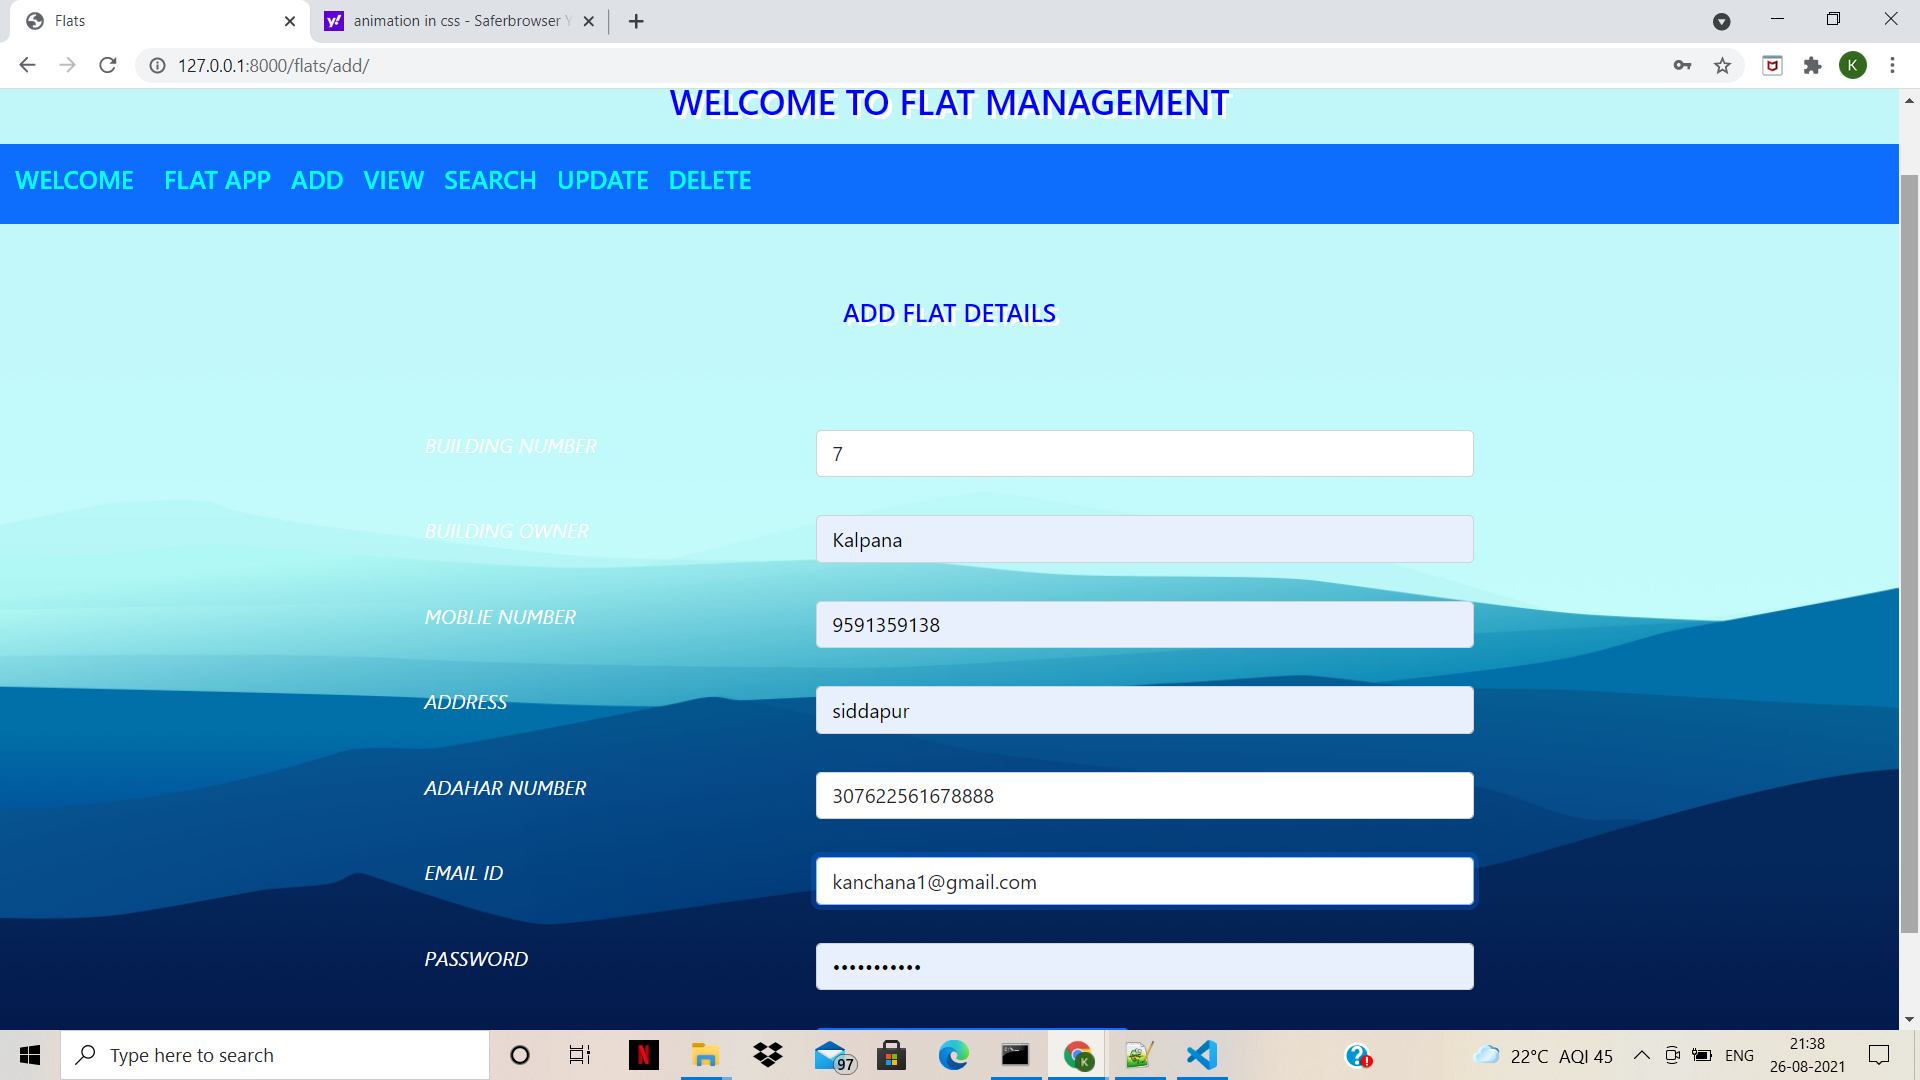 Flats
animation in css - Saferbrowser Y
127.0.0.1:8000/flats/add/
K
WELCOME TO FLAT MANAGEMENT
WELCOME FLAT APP ADD VIEW SEARCH UPDATE DELETE
ADD FLAT DETAILS
BUILDING NUMBER 7
BUILDING OWNER Kalpana
MOBLIE NUMBER 9591359138
ADDRESS siddapur
ADAHAR NUMBER 307622561678888
EMAIL ID kanchana1@gmail.com
PASSWORD •••••••••••
Type here to search
97
K
22°C AQI 45
ENG
21:38
26-08-2021